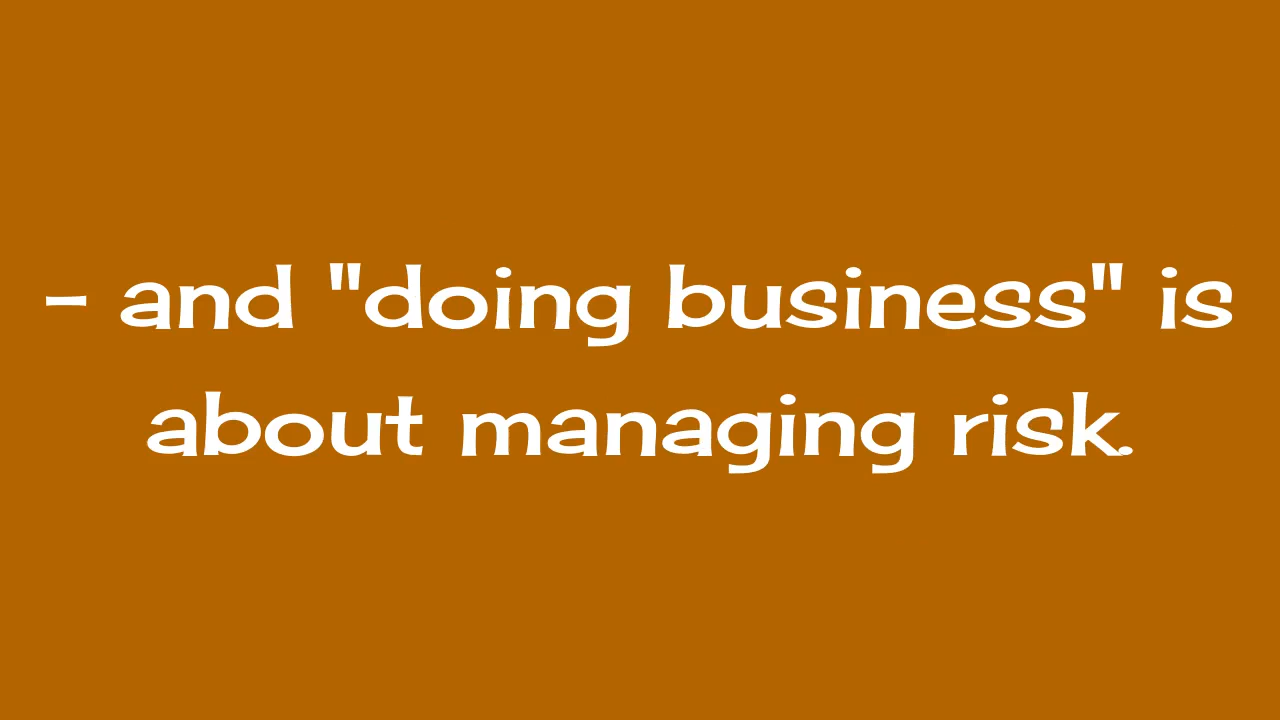 - and "doing business" is
about managing risk.